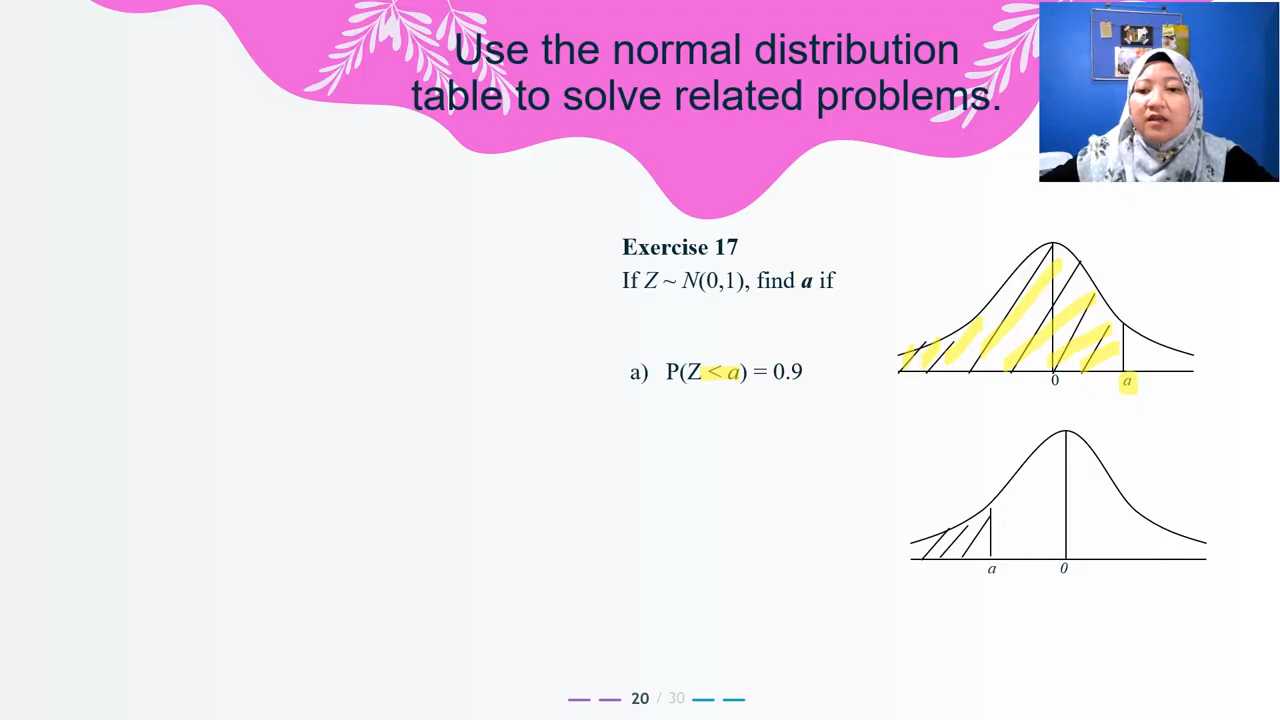 Use the normal distribution
table to solve related problems.
Exercise 17
If Z ~ N(0,1), find a if
a) P(Z < a) = 0.9
0 a
a 0
20 / 30